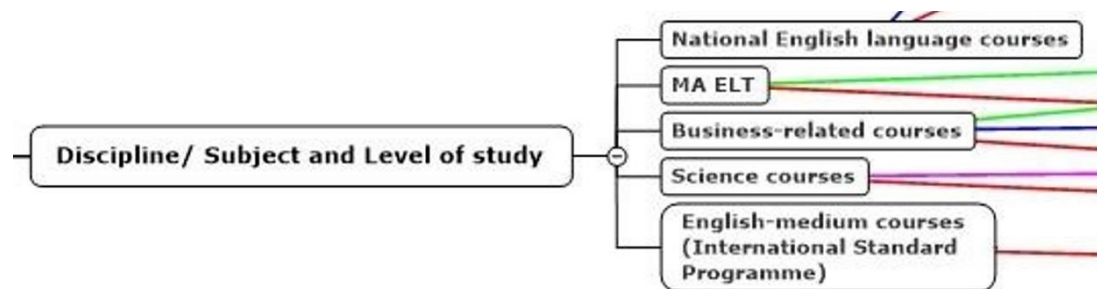 National English language courses
MA ELT
Business-related courses
Discipline/ Subject and Level of study
Science courses
English-medium courses
(International Standard
Programme)